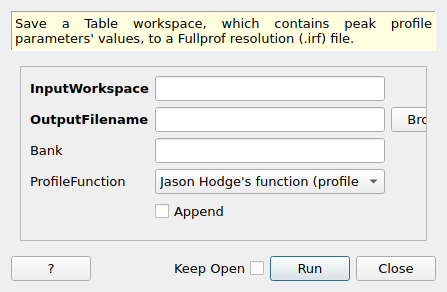 Save a Table workspace, which contains peak profile
parameters' values, to a Fullprof resolution (.irf) file.
InputWorkspace
OutputFilename
Bro
Bank
ProfileFunction Jason Hodge's function (profile
Append
? Keep Open Run Close